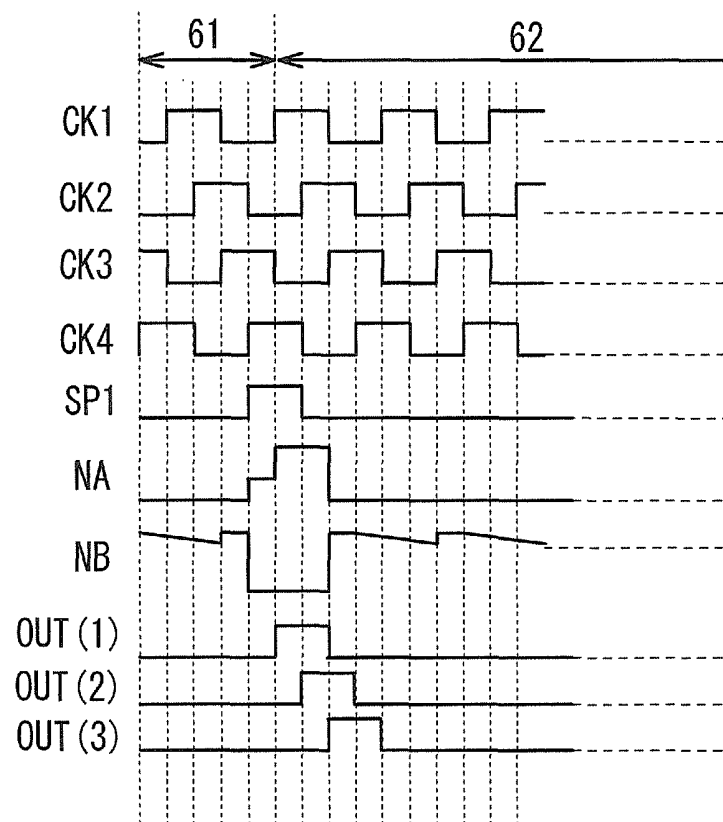 61
62
CK1
CK2
CK3
CK4
SP1
NA
NB
OUT(1)
OUT(2)
OUT(3)